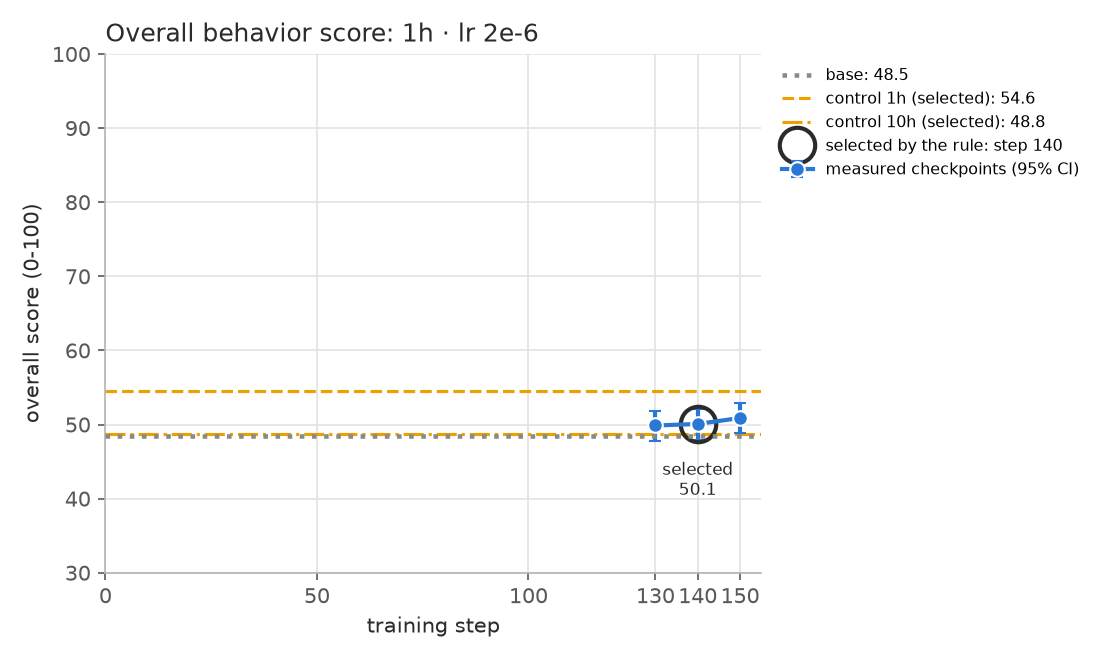 Overall behavior score: 1h · lr 2e-6
overall score (0-100)
100
90
80
70
60
50
40
30
selected
50.1
0
50
100
130
140
150
training step
base: 48.5
control 1h (selected): 54.6
control 10h (selected): 48.8
selected by the rule: step 140
measured checkpoints (95% CI)